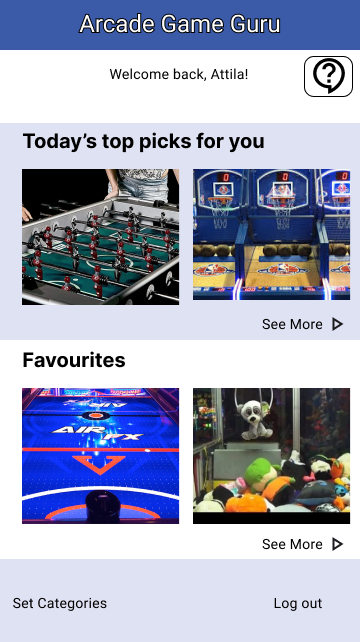 Arcade Game Guru
Welcome back, Attila!
Today’s top picks for you
See More
Favourites
AIR FX
See More
Set Categories
Log out